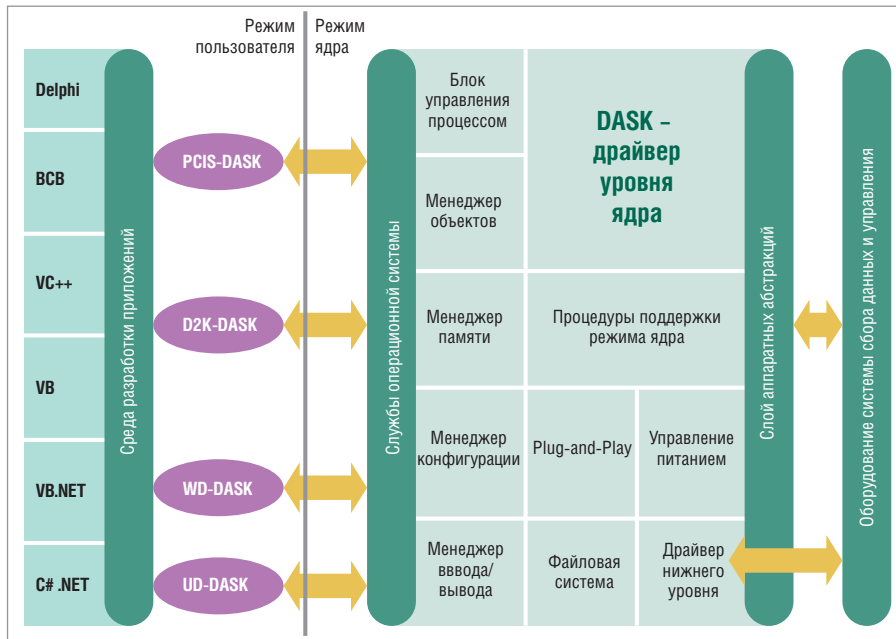 Режим
пользователя
Режим
ядра
Delphi
BCB
VC++
VB
VB.NET
C# .NET
Среда разработки приложений
PCIS-DASK
D2K-DASK
WD-DASK
UD-DASK
Службы операционной системы
Блок
управления
процессом
Менеджер
объектов
Менеджер
памяти
Менеджер
конфигурации
Менеджер
вввода/
вывода
DASK –
драйвер
уровня
ядра
Процедуры поддержки
режима ядра
Plug-and-Play
Управление
питанием
Файловая
система
Драйвер
нижнего
уровня
Слой аппаратных абстракций
Оборудование системы сбора данных и управления